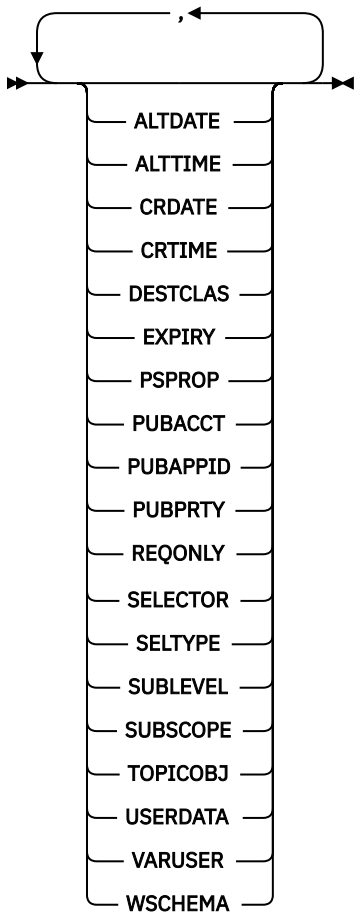 ,
ALTDATE
ALTTIME
CRDATE
CRTIME
DESTCLAS
EXPIRY
PSPROP
PUBACCT
PUBAPPID
PUBPRTY
REQONLY
SELECTOR
SELTYPE
SUBLEVEL
SUBSCOPE
TOPICOBJ
USERDATA
VARUSER
WSCHEMA